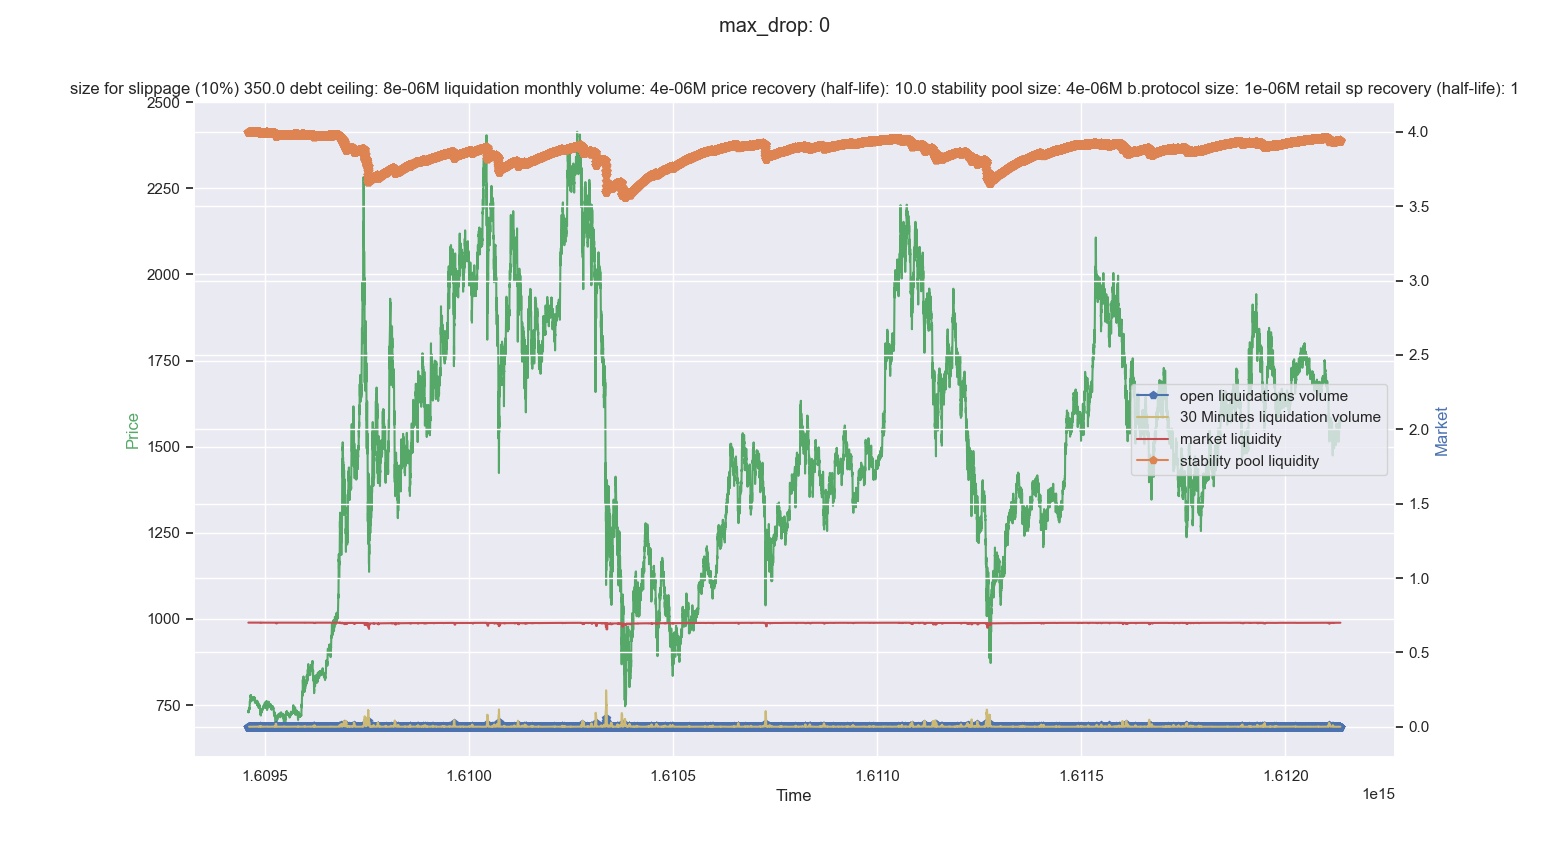 max_drop: 0
size for slippage (10%) 350.0 debt ceiling: 8e-06M liquidation monthly volume: 4e-06M price recovery (half-life): 10.0 stability pool size: 4e-06M b.protocol size: 1e-06M retail sp recovery (half-life): 1
2500
2250
2000
1750
1500
1250
1000
750
Price
4.0
3.5
3.0
2.5
2.0
1.5
1.0
0.5
0.0
Market
open liquidations volume
30 Minutes liquidation volume
market liquidity
stability pool liquidity
1.6095 1.6100 1.6105 1.6110 1.6115 1.6120
Time
1e15